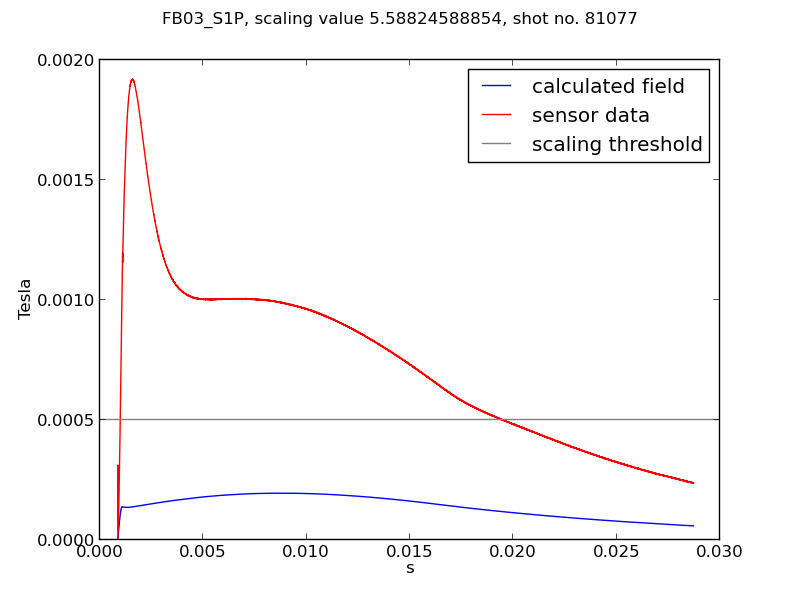 FB03_S1P, scaling value 5.58824588854, shot no. 81077
calculated field
sensor data
scaling threshold
Tesla
0.0020
0.0015
0.0010
0.0005
0.0000
0.000 0.005 0.010 0.015 0.020 0.025 0.030
s